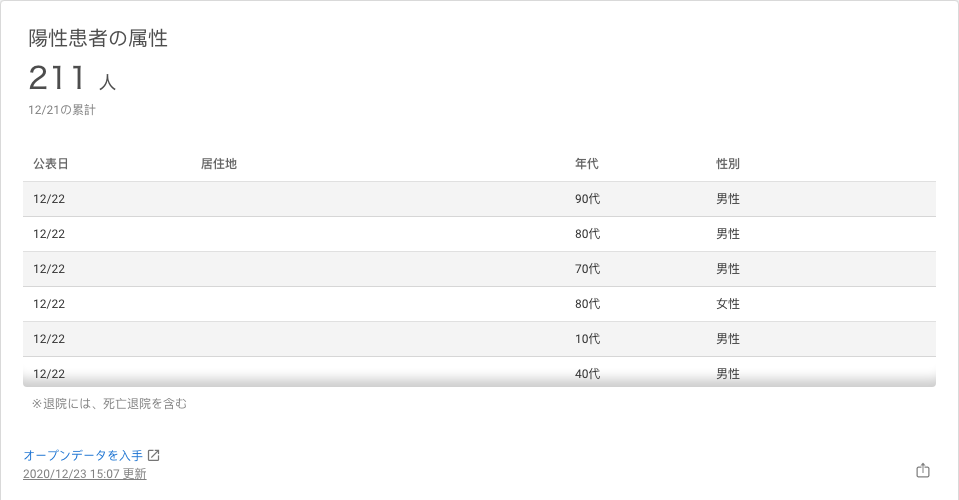 陽性患者の属性
211 人
12/21の累計
公表日 居住地 年代 性別
12/22 90代 男性
12/22 80代 男性
12/22 70代 男性
12/22 80代 女性
12/22 10代 男性
12/22 40代 男性
※退院には、死亡退院を含む
オープンデータを入手
2020/12/23 15:07 更新